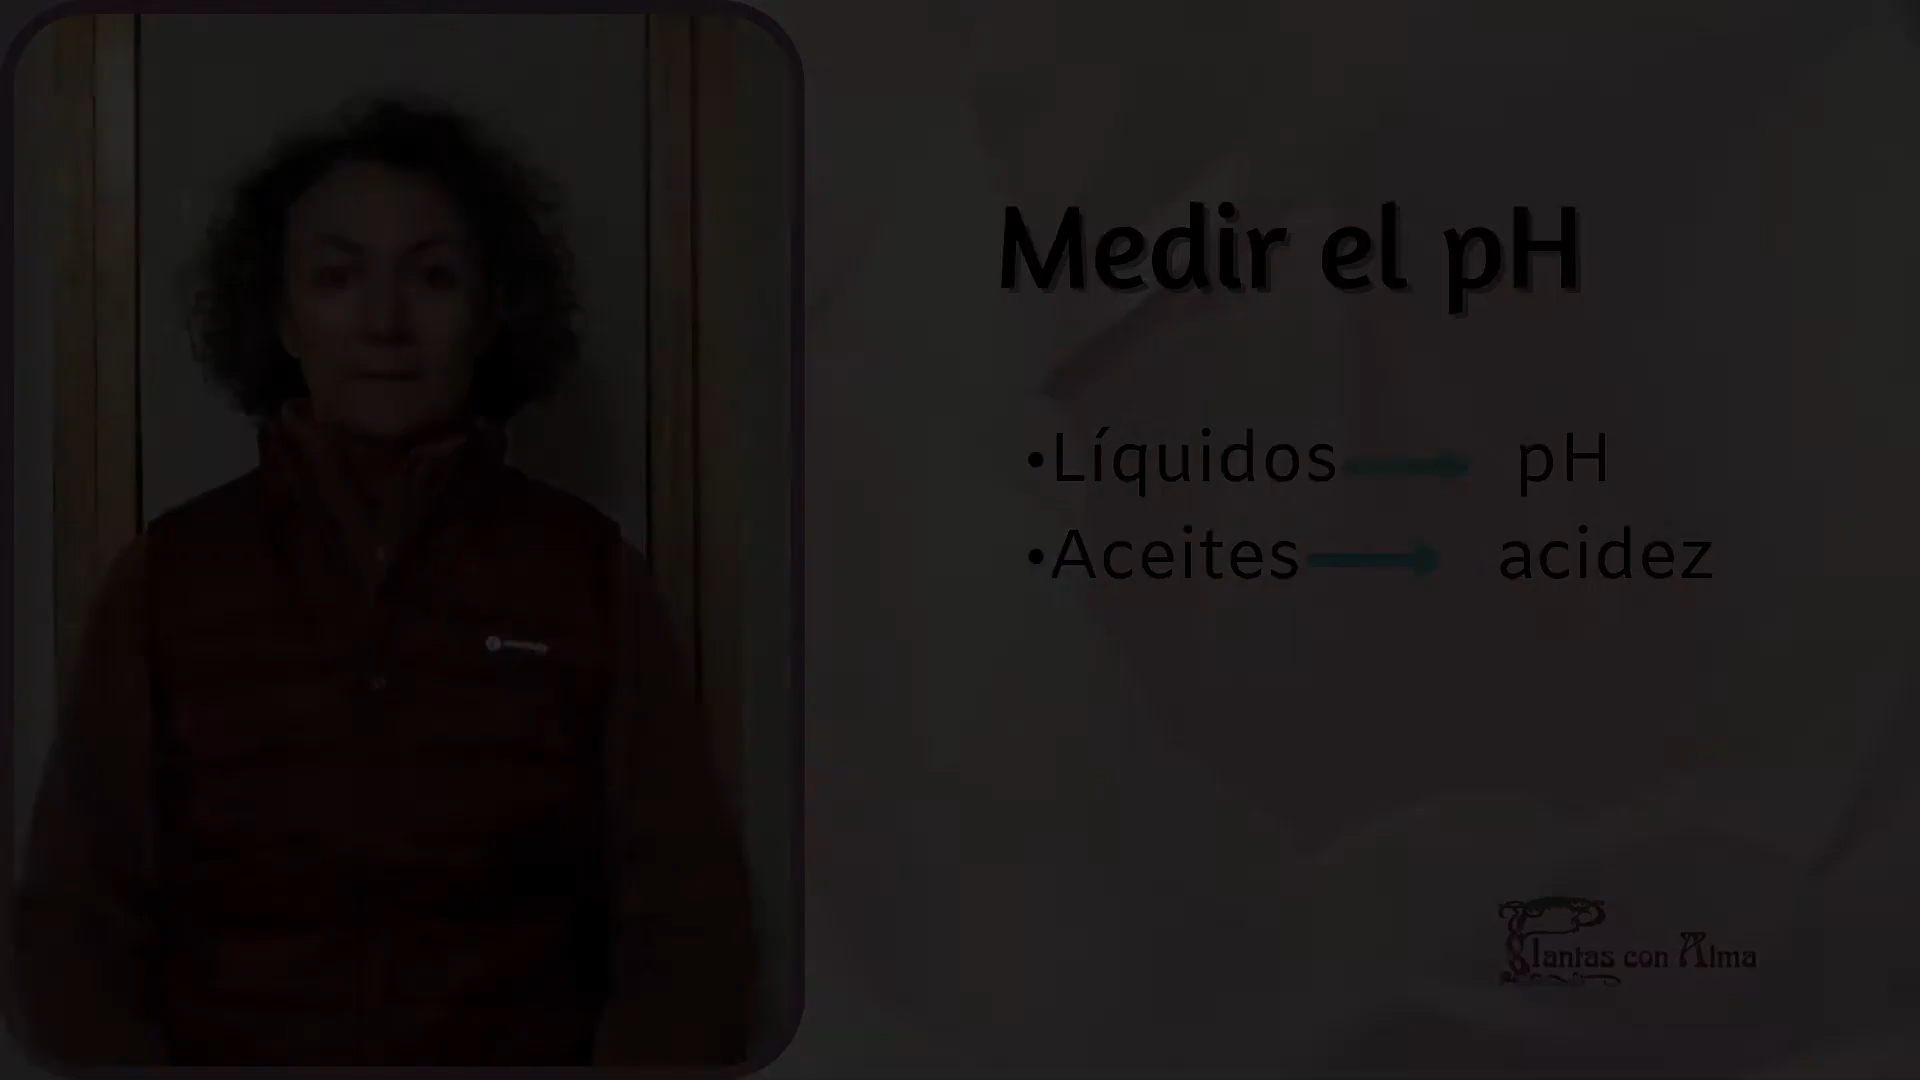 Medir el pH
•Líquidos pH
•Aceites acidez
Plantas con Alma